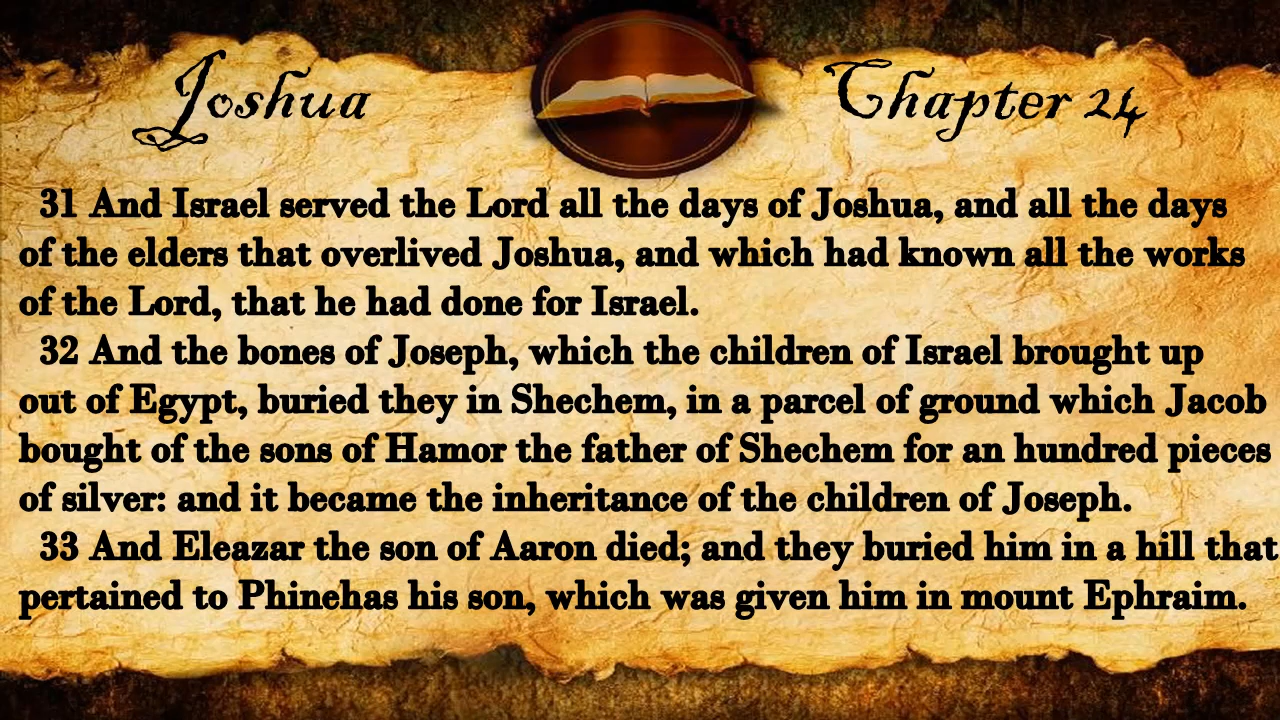 Joshua
Chapter 24
31 And Israel served the Lord all the days of Joshua, and all the days
of the elders that overlived Joshua, and which had known all the works
of the Lord, that he had done for Israel.
32 And the bones of Joseph, which the children of Israel brought up
out of Egypt, buried they in Shechem, in a parcel of ground which Jacob
bought of the sons of Hamor the father of Shechem for an hundred pieces
of silver: and it became the inheritance of the children of Joseph.
33 And Eleazar the son of Aaron died; and they buried him in a hill that
pertained to Phinehas his son, which was given him in mount Ephraim.